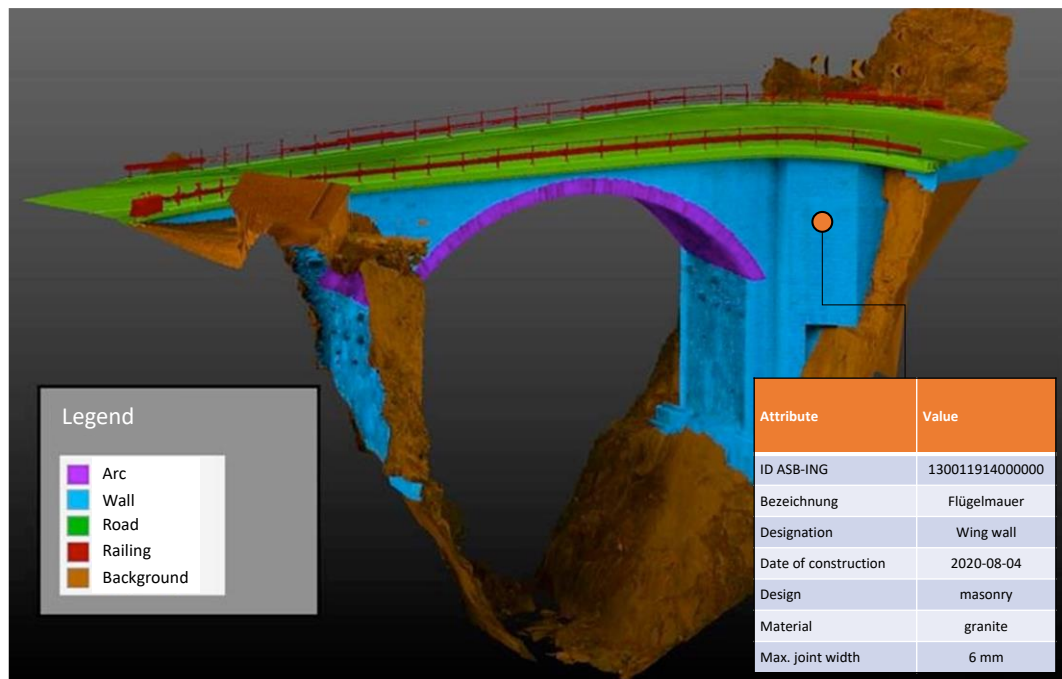 Legend
Arc
Wall
Road
Railing
Background
Attribute Value
ID ASB-ING 130011914000000
Bezeichnung Flügelmauer
Designation Wing wall
Date of construction 2020-08-04
Design masonry
Material granite
Max. joint width 6 mm